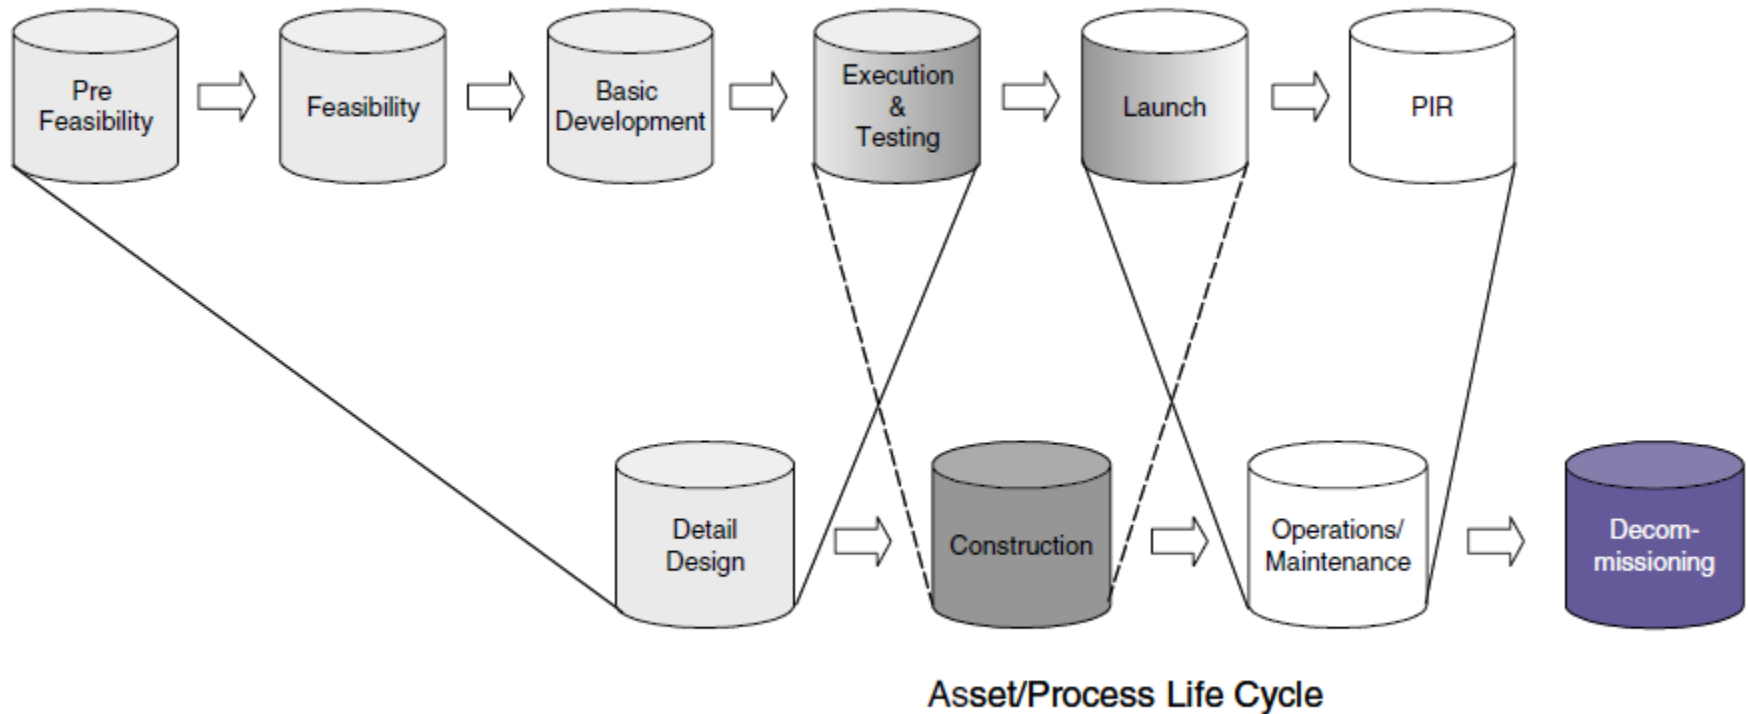 Pre
Feasibility
Feasibility
Basic
Development
Execution
&
Testing
Launch
PIR
Detail
Design
Construction
Operations/
Maintenance
Decom-
missioning
Asset/Process Life Cycle